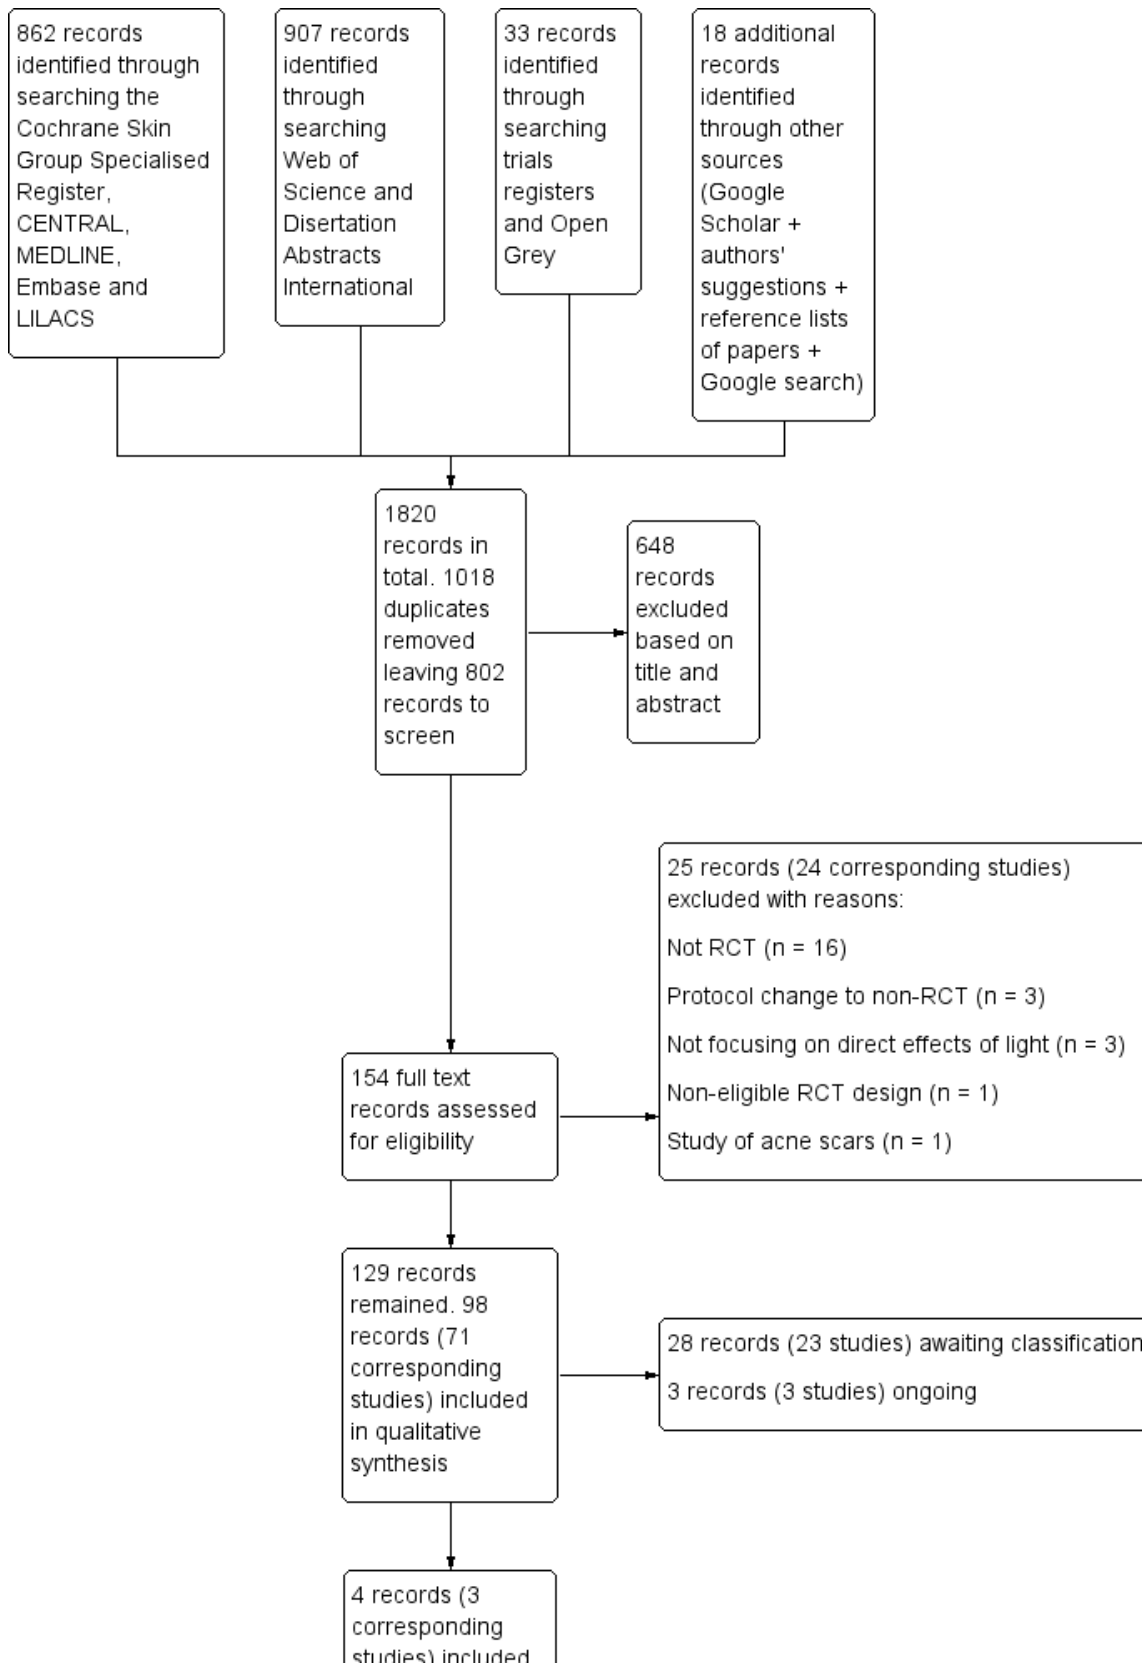 862 records
identified through
searching the
Cochrane Skin
Group Specialised
Register,
CENTRAL,
MEDLINE,
Embase and
LILACS
907 records
identified
through
searching
Web of
Science and
Disertation
Abstracts
International
33 records
identified
through
searching
trials
registers
and Open
Grey
18 additional
records
identified
through other
sources
(Google
Scholar +
authors'
suggestions +
reference lists
of papers +
Google search)
1820
records in
total. 1018
duplicates
removed
leaving 802
records to
screen
648
records
excluded
based on
title and
abstract
154 full text
records assessed
for eligibility
25 records (24 corresponding studies)
excluded with reasons:
Not RCT (n = 16)
Protocol change to non-RCT (n = 3)
Not focusing on direct effects of light (n = 3)
Non-eligible RCT design (n = 1)
Study of acne scars (n = 1)
129 records
remained. 98
records (71
corresponding
studies) included
in qualitative
synthesis
28 records (23 studies) awaiting classification
3 records (3 studies) ongoing
4 records (3
corresponding
studies) included